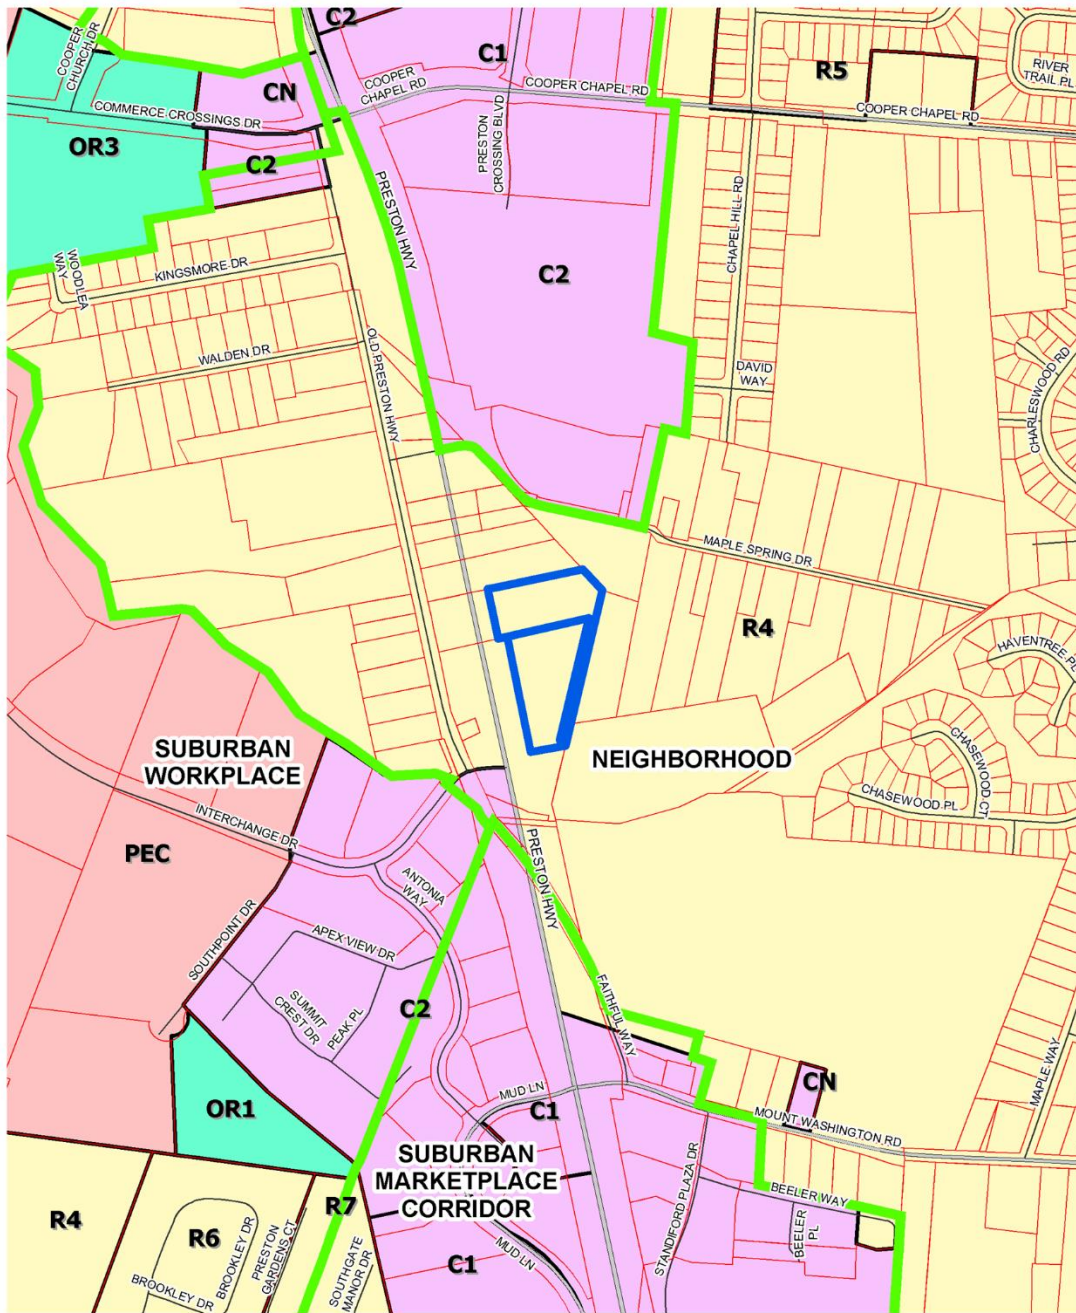 C2
C1
COOPER
CHURCH DR
RIVER
TRAIL PL
R5
CN
COOPER
CHAPEL RD
COOPER CHAPEL RD
COOPER CHAPEL RD
COMMERCE CROSSINGS DR
OR3
C2
PRESTON
CROSSING BLVD
PRESTON HWY
CHAPEL HILL RD
WOODLEA
WAY
KINGSMORE DR
C2
WALDEN DR
OLD PRESTON HWY
DAVID
WAY
CHARLESWOOD RD
MAPLE SPRING DR
R4
HAVENTREE PL
SUBURBAN
WORKPLACE
NEIGHBORHOOD
CHASEWOOD CT
CHASEWOOD PL
INTERCHANGE DR
PEC
PRESTON HWY
ANTONIA
WAY
SOUTHPOINT DR
APEX VIEW DR
SUMMIT
CREST DR
PEAK PL
C2
FAITHFUL WAY
MAPLE WAY
CN
MUD LN
C1
MOUNT WASHINGTON RD
OR1
SUBURBAN
MARKETPLACE
CORRIDOR
STANDIFORD PLAZA DR
BEELER WAY
BEELER
PL
R4
R6
R7
BROOKLEY DR
BROOKLEY DR
PRESTON
GARDENS CT
SOUTHGATE
MANOR DR
C1
MUD LN